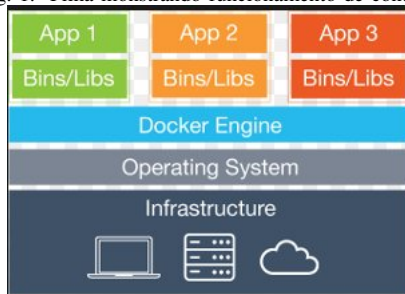 App 1 App 2 App 3
Bins/Libs Bins/Libs Bins/Libs
Docker Engine
Operating System
Infrastructure